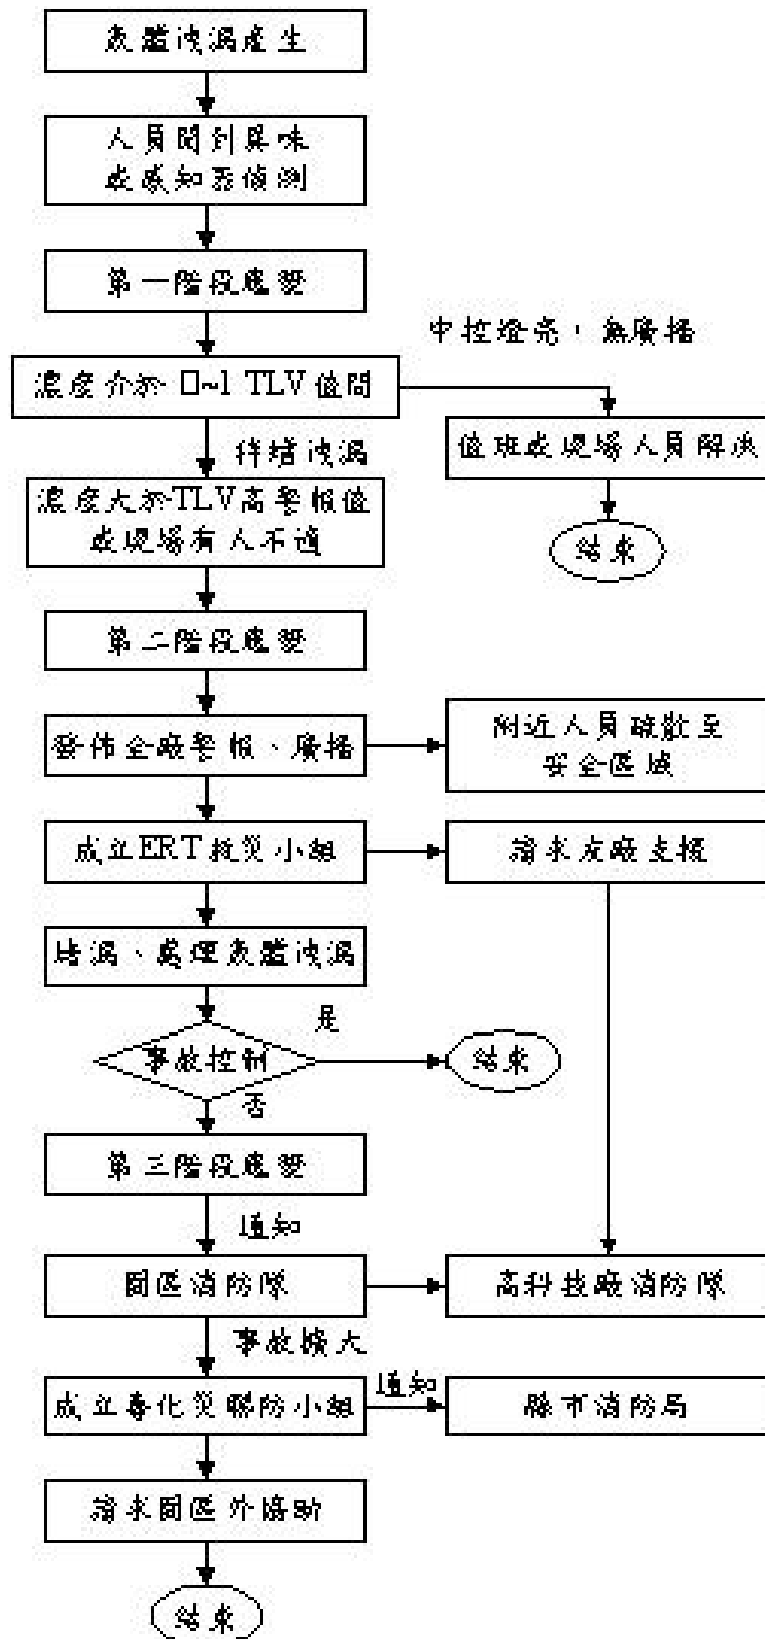 氣體洩漏產生
人員聞到異味
或感知器偵測
第一階段應變
中控燈亮，無廣播
濃度介於 0~1 TLV 值間
值班或現場人員解決
持續洩漏
濃度大於TLV高警報值
或現場有人不適
結束
第二階段應變
發佈全廠警報、廣播
附近人員疏散至
安全區域
成立ERT救災小組
請求友廠支援
堵漏、處理氣體洩漏
是
事故控制
結束
否
第三階段應變
通知
園區消防隊
高科技廠消防隊
事故擴大
通知
成立毒化災聯防小組
縣市消防局
請求園區外協助
結束